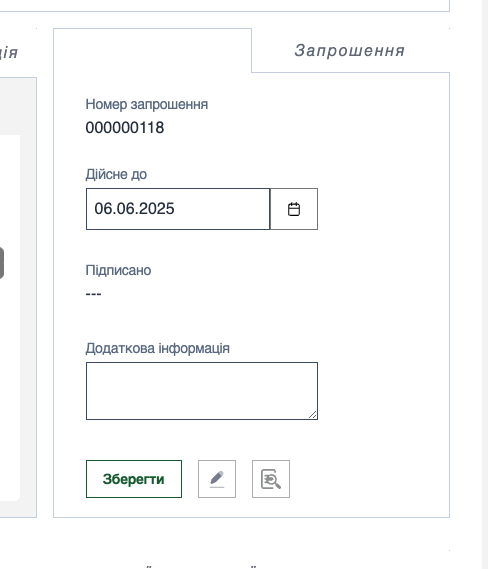 Запрошення
Номер запрошення
000000118
Дійсне до
06.06.2025
Підписано
---
Додаткова інформація
Зберегти